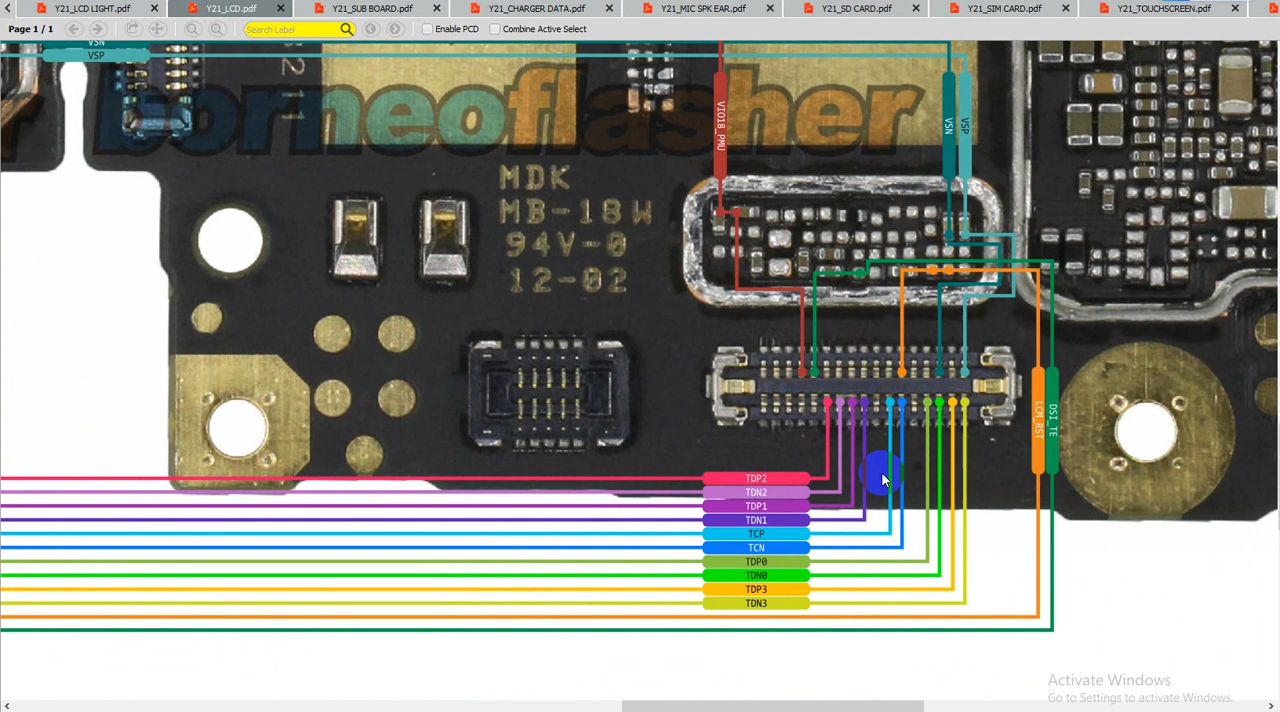 Y21_LCD LIGHT.pdf Y21_LCD.pdf Y21_SUB BOARD.pdf Y21_CHARGER DATA.pdf Y21_MIC SPK EAR.pdf Y21_SD CARD.pdf Y21_SIM CARD.pdf Y21_TOUCHSCREEN.pdf
Page 1 / 1 Search Label Enable PCD Combine Active Select
VSN
VSP
borneoflasher
VIO18_PMU
VSN
VSP
MDK
MB-18W
94V-0
12-02
LCM_RST
DSI_TE
TDP2
TDN2
TDP1
TDN1
TCP
TCN
TDP0
TDN0
TDP3
TDN3
Activate Windows
Go to Settings to activate Windows.